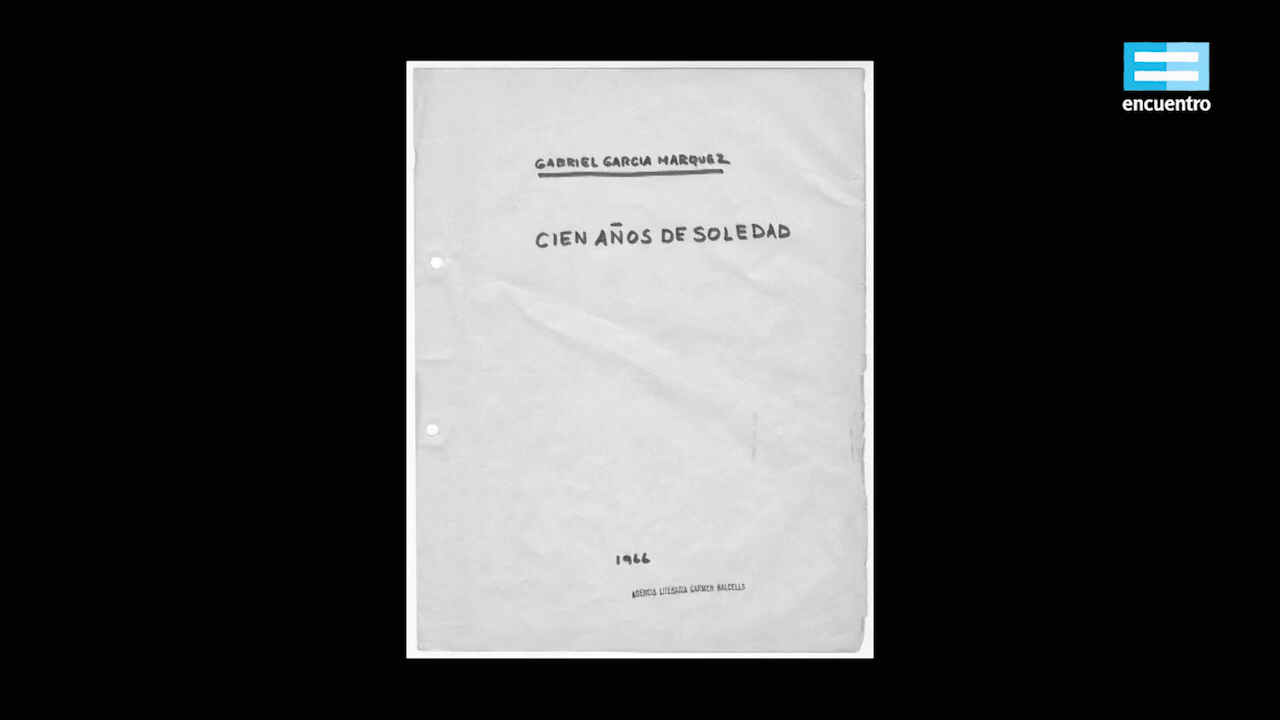 GABRIEL GARCIA MARQUEZ
CIEN AÑOS DE SOLEDAD
1966
AGENCIA LITERARIA CARMEN BALCELLS
encuentro